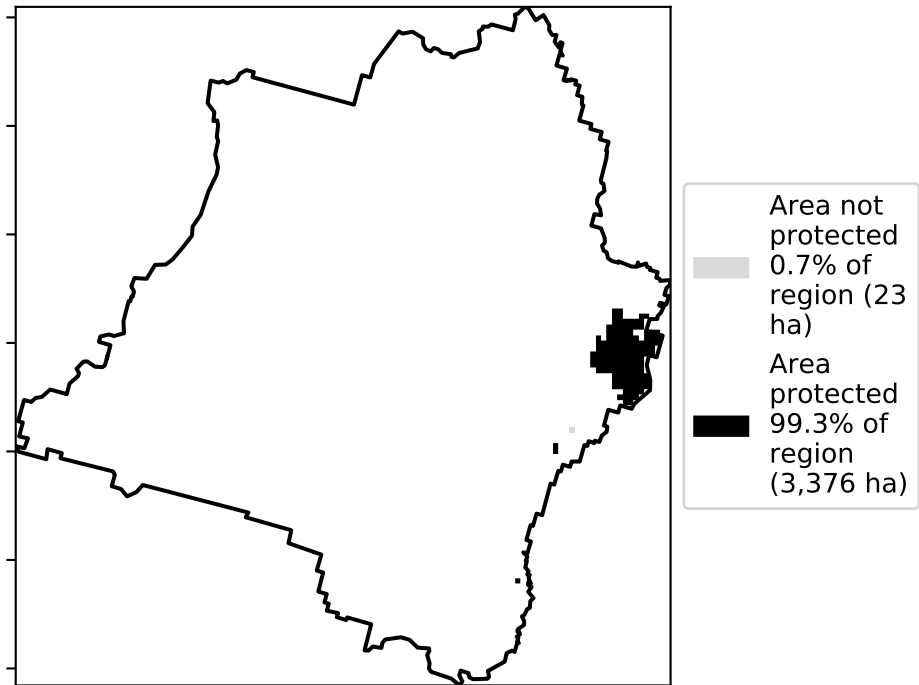 Area not
protected
0.7% of
region (23
ha)
Area
protected
99.3% of
region
(3,376 ha)